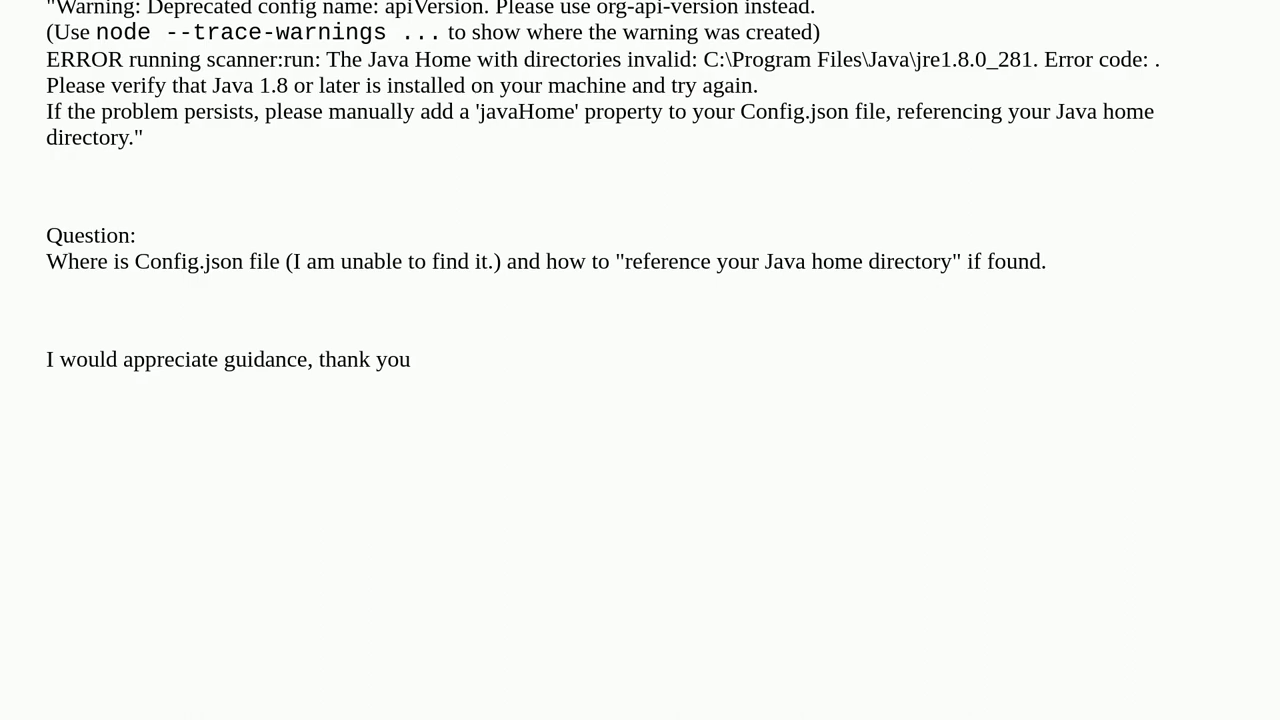 "Warning: Deprecated config name: apiVersion. Please use org-api-version instead.
(Use node --trace-warnings ... to show where the warning was created)
ERROR running scanner:run: The Java Home with directories invalid: C:\Program Files\Java\jre1.8.0_281. Error code: .
Please verify that Java 1.8 or later is installed on your machine and try again.
If the problem persists, please manually add a 'javaHome' property to your Config.json file, referencing your Java home
directory."
Question:
Where is Config.json file (I am unable to find it.) and how to "reference your Java home directory" if found.
I would appreciate guidance, thank you